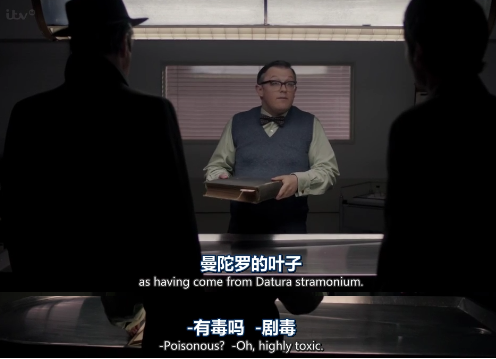 itv
曼陀罗的叶子
as having come from Datura stramonium.
-有毒吗 -剧毒
-Poisonous? -Oh, highly toxic.